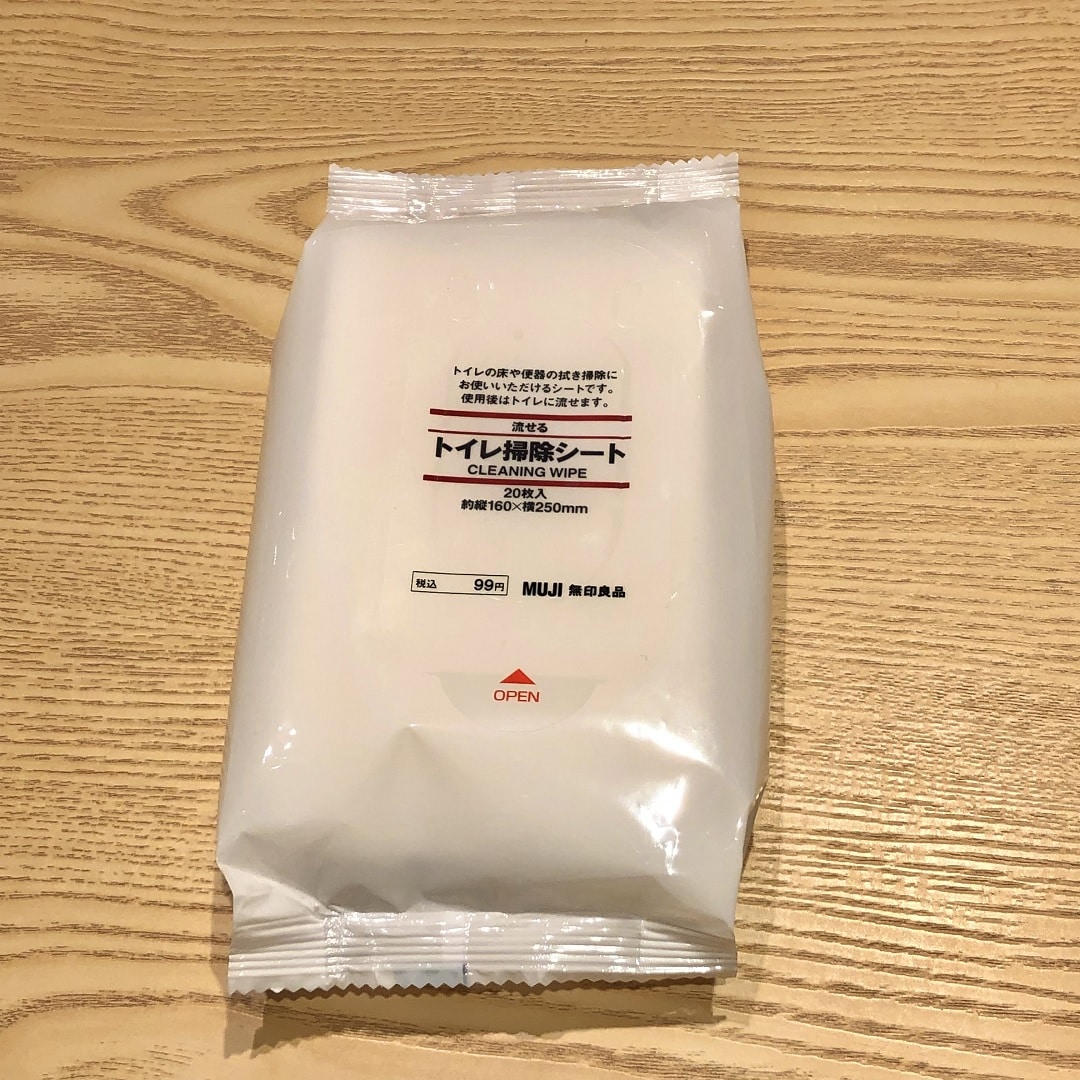 トイレの床や便器の拭き掃除に
お使いいただけるシートです。
使用後はトイレに流せます。
流せる
トイレ掃除シート
CLEANING WIPE
20枚入
約縦160×横250mm
税込 99円 MUJI 無印良品
OPEN